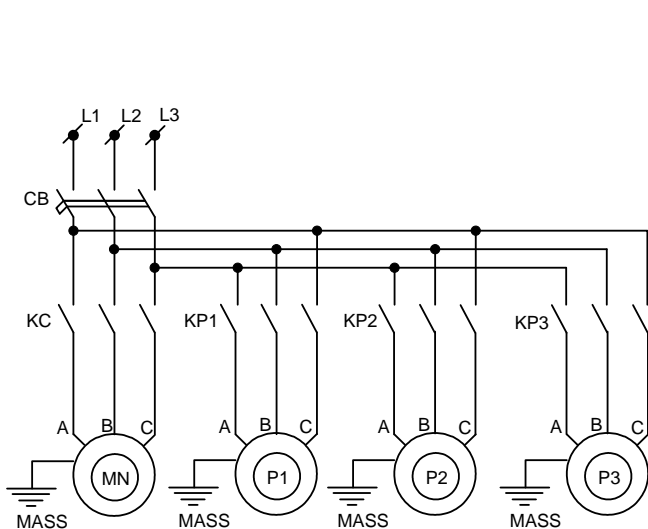 L1 L2 L3
CB
KC KP1 KP2 KP3
A B C A B C A B C A B C
MN P1 P2 P3
MASS MASS MASS MASS